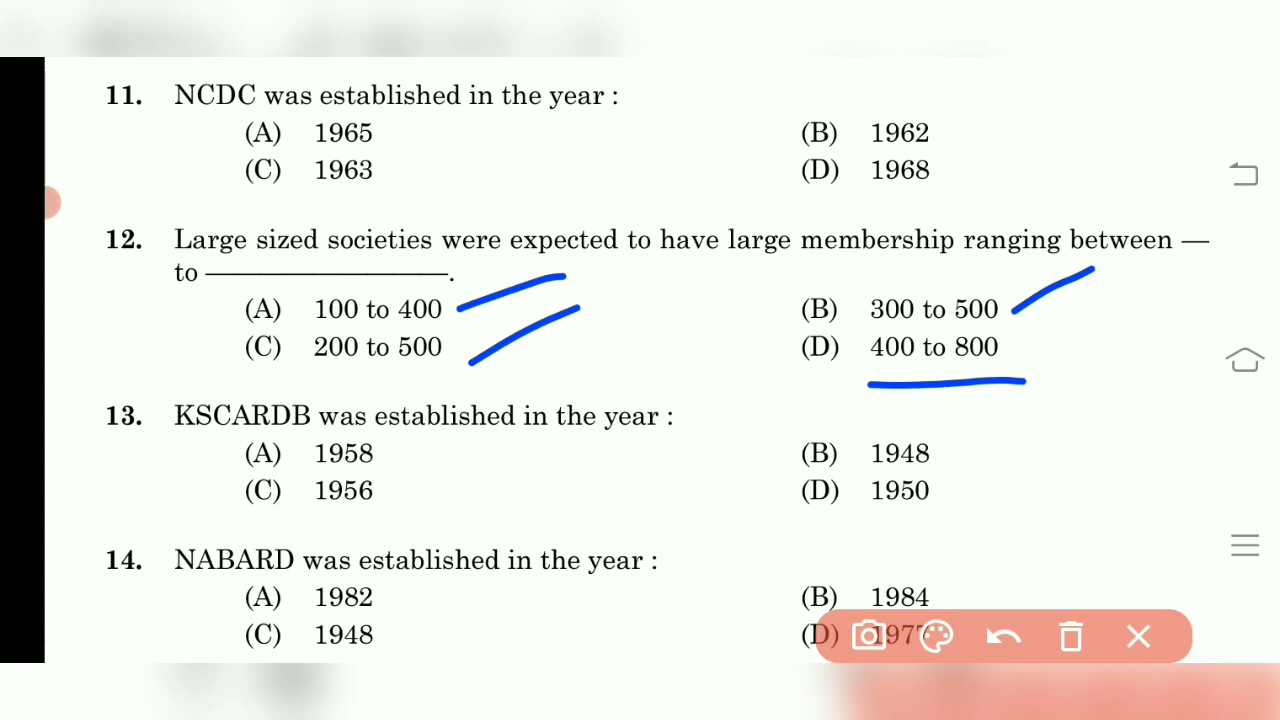 11. NCDC was established in the year :
(A) 1965 (B) 1962
(C) 1963 (D) 1968
12. Large sized societies were expected to have large membership ranging between —
to ——————————.
(A) 100 to 400 (B) 300 to 500
(C) 200 to 500 (D) 400 to 800
13. KSCARDB was established in the year :
(A) 1958 (B) 1948
(C) 1956 (D) 1950
14. NABARD was established in the year :
(A) 1982 (B) 1984
(C) 1948 (D)